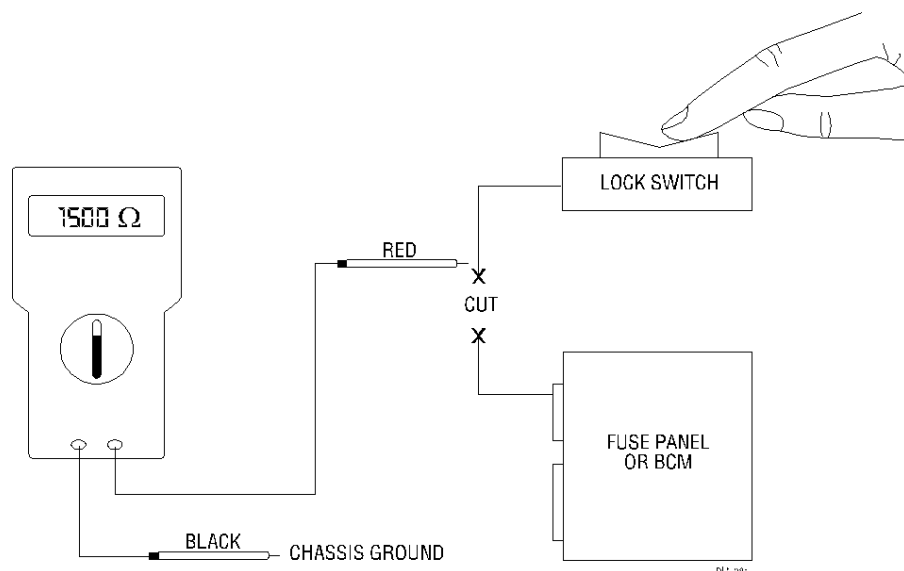 LOCK SWITCH
1500 Ω
RED
CUT
FUSE PANEL
OR BCM
BLACK
CHASSIS GROUND